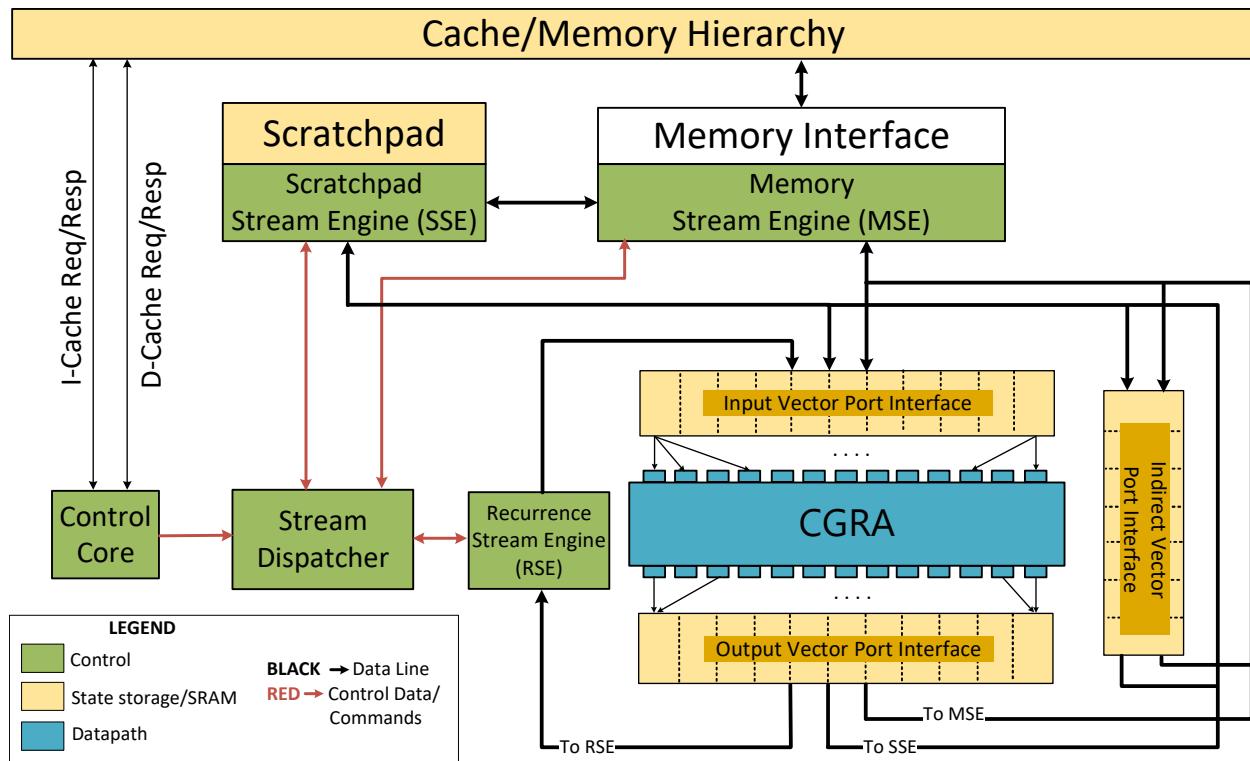 Cache/Memory Hierarchy
I-Cache Req/Resp
D-Cache Req/Resp
Scratchpad
Scratchpad
Stream Engine (SSE)
Memory Interface
Memory
Stream Engine (MSE)
Input Vector Port Interface
. . . .
CGRA
. . . .
Output Vector Port Interface
Indirect Vector
Port Interface
Control
Core
Stream
Dispatcher
Recurrence
Stream Engine
(RSE)
To RSE
To SSE
To MSE
LEGEND
Control
State storage/SRAM
Datapath
BLACK Data Line
RED Control Data/
Commands